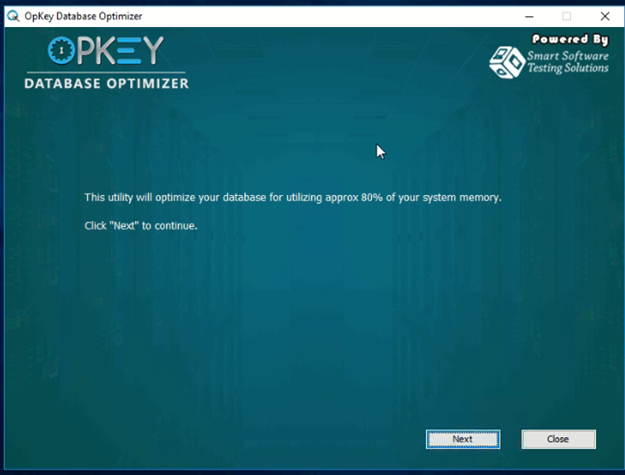 OpKey Database Optimizer
OPKEY
DATABASE OPTIMIZER
Powered By
Smart Software
Testing Solutions
This utility will optimize your database for utilizing approx 80% of your system memory.
Click "Next" to continue.
Next
Close